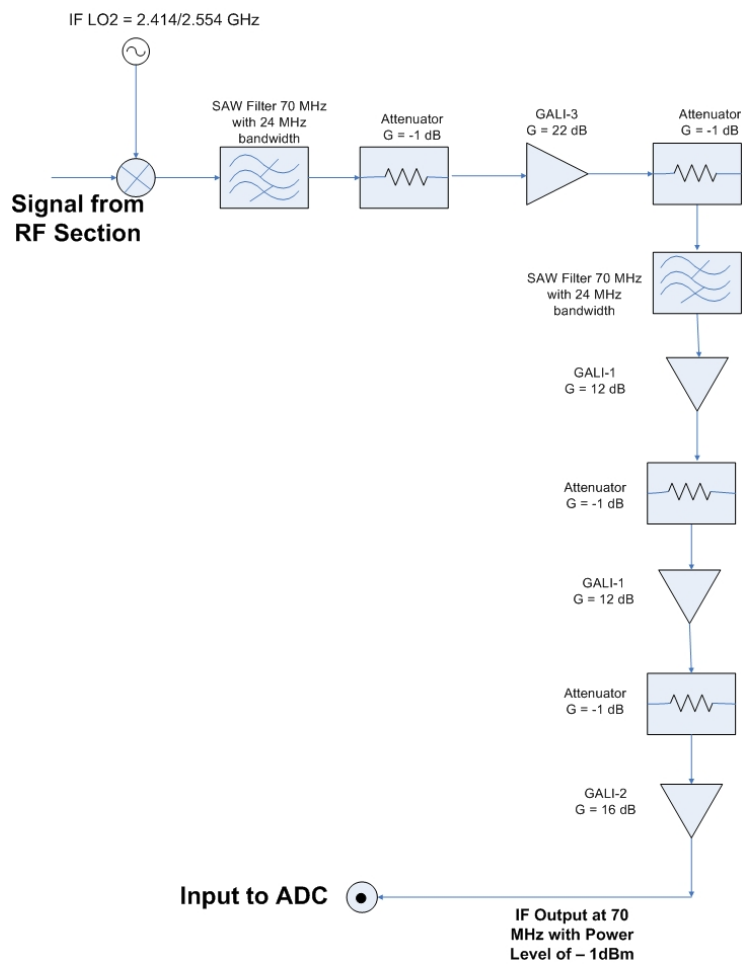 IF LO2 = 2.414/2.554 GHz
SAW Filter 70 MHz
with 24 MHz
bandwidth
Attenuator
G = -1 dB
GALI-3
G = 22 dB
Attenuator
G = -1 dB
Signal from
RF Section
SAW Filter 70 MHz
with 24 MHz
bandwidth
GALI-1
G = 12 dB
Attenuator
G = -1 dB
GALI-1
G = 12 dB
Attenuator
G = -1 dB
GALI-2
G = 16 dB
Input to ADC
IF Output at 70
MHz with Power
Level of – 1dBm